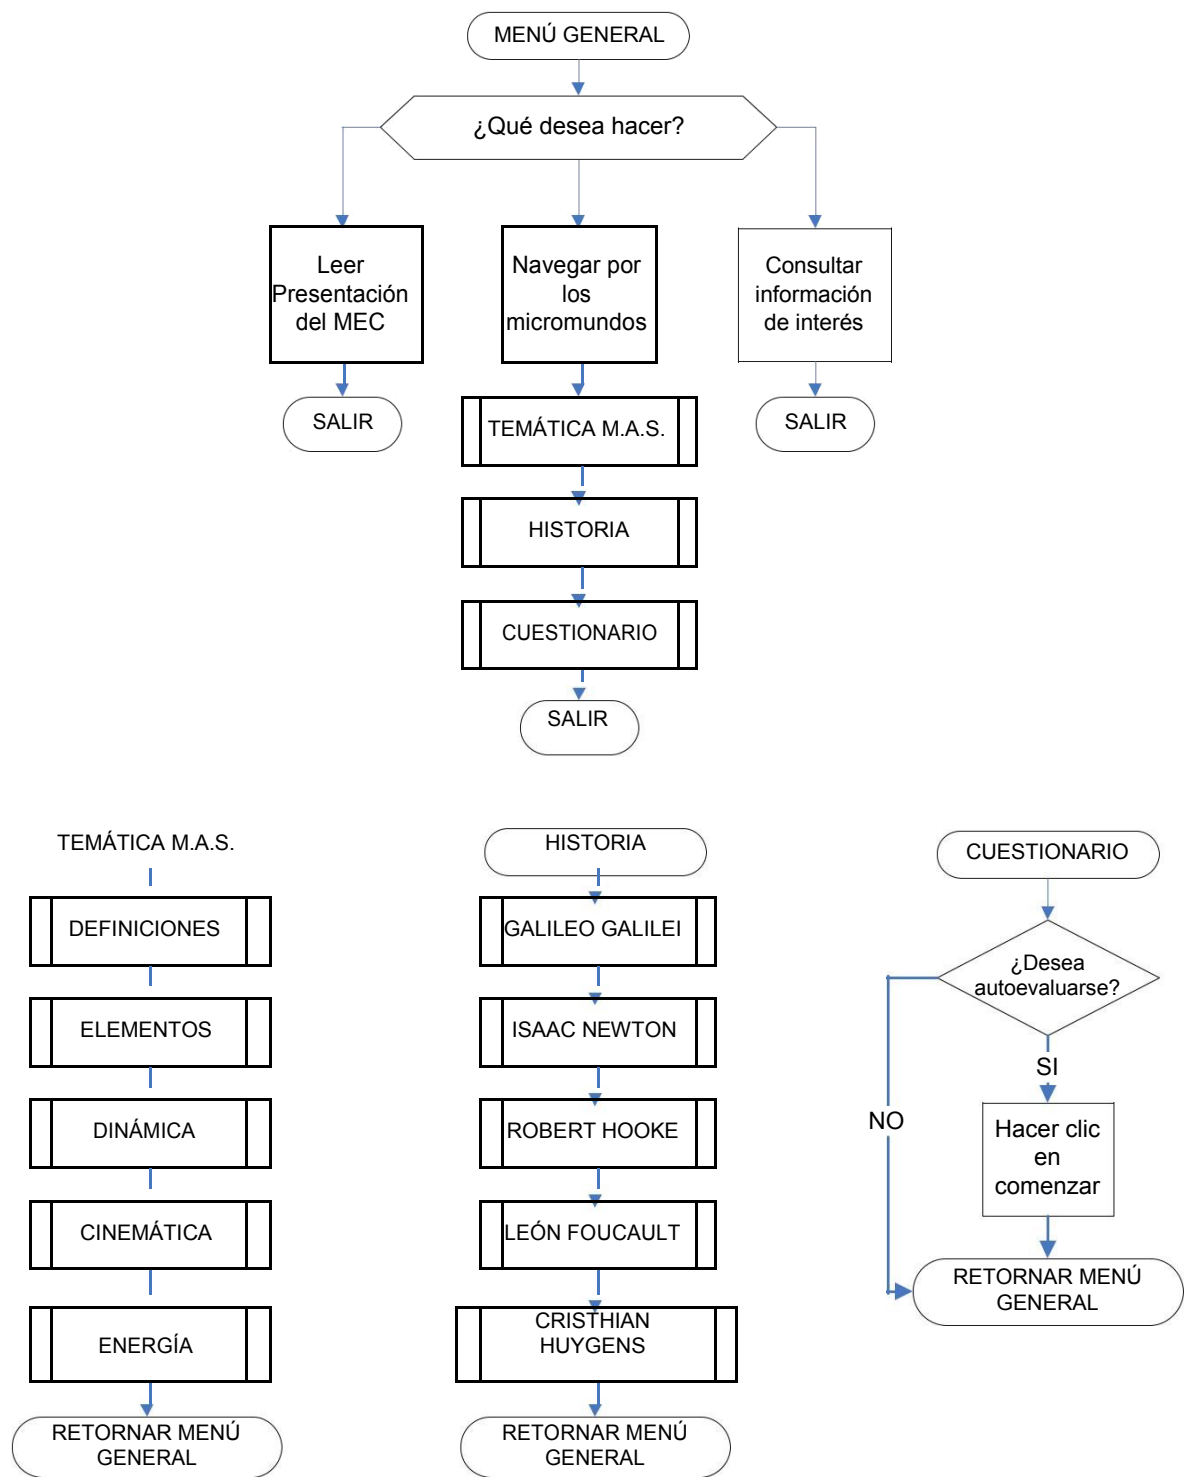 MENÚ GENERAL
¿Qué desea hacer?
Leer
Presentación
del MEC
Navegar por
los
micromundos
Consultar
información
de interés
SALIR
TEMÁTICA M.A.S.
SALIR
HISTORIA
CUESTIONARIO
SALIR
TEMÁTICA M.A.S.
DEFINICIONES
ELEMENTOS
DINÁMICA
CINEMÁTICA
ENERGÍA
RETORNAR MENÚ
GENERAL
HISTORIA
GALILEO GALILEI
ISAAC NEWTON
ROBERT HOOKE
LEÓN FOUCAULT
CRISTHIAN
HUYGENS
RETORNAR MENÚ
GENERAL
CUESTIONARIO
¿Desea
autoevaluarse?
SI
NO
Hacer clic
en
comenzar
RETORNAR MENÚ
GENERAL